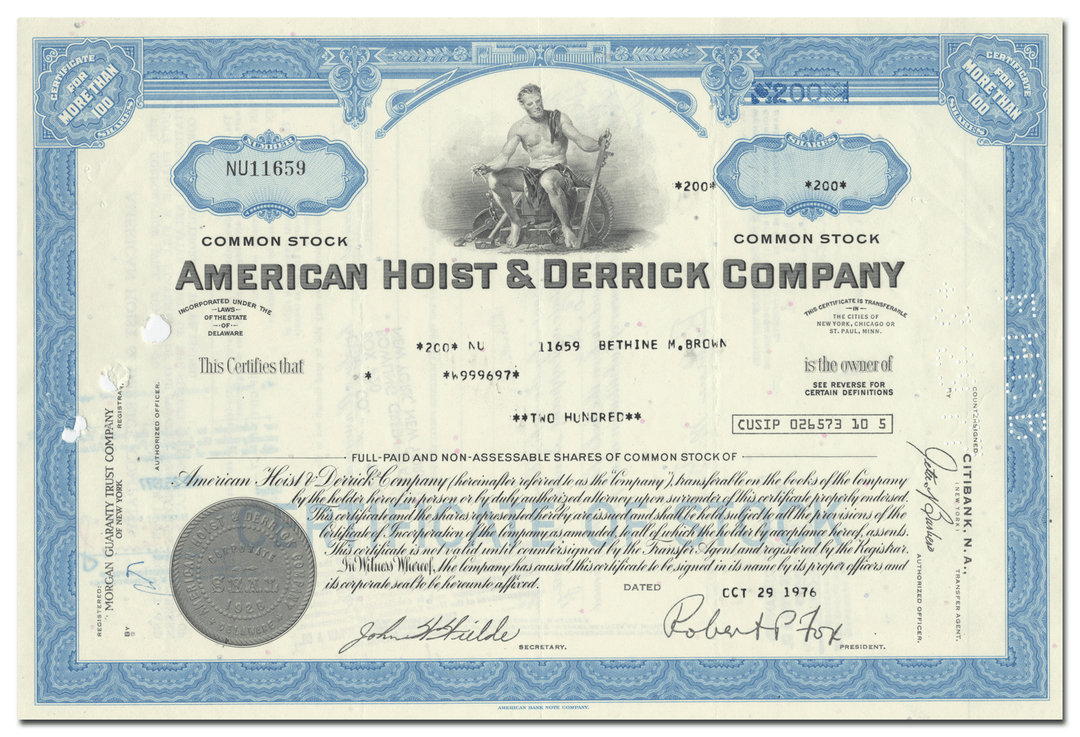 CERTIFICATE
FOR
MORE THAN
100
SHARES
CERTIFICATE
FOR
MORE THAN
100
SHARES
*200*
NUMBER
NU11659
SHARES
*200*
*200*
COMMON STOCK
COMMON STOCK
AMERICAN HOIST & DERRICK COMPANY
INCORPORATED UNDER THE
—LAWS—
OF THE STATE
—OF—
DELAWARE
THIS CERTIFICATE IS TRANSFERABLE
—IN—
THE CITIES OF
NEW YORK, CHICAGO OR
ST. PAUL, MINN.
*200* NU 11659 BETHINE M.BROWN
This Certifies that
is the owner of
* *W999697*
SEE REVERSE FOR
CERTAIN DEFINITIONS
**TWO HUNDRED**
CUSIP 026573 10 5
FULL-PAID AND NON-ASSESSABLE SHARES OF COMMON STOCK OF
American Hoist & Derrick Company (hereinafter referred to as the "Company"), transferable on the books of the Company
by the holder hereof in person or by duly authorized attorney upon surrender of this certificate properly endorsed.
This certificate and the shares represented hereby are issued and shall be held subject to all the provisions of the
Certificate of Incorporation of the Company as amended, to all of which the holder by acceptance hereof, assents.
This certificate is not valid until countersigned by the Transfer Agent and registered by the Registrar.
In Witness Whereof, the Company has caused this certificate to be signed in its name by its proper officers and
its corporate seal to be hereunto affixed.
CERTIFICATE OF STOCK
DATED OCT 29 1976
SECRETARY.
Robert P. Fox
PRESIDENT.
REGISTERED:
MORGAN GUARANTY TRUST COMPANY
OF NEW YORK
REGISTRAR,
BY
AUTHORIZED OFFICER.
COUNTERSIGNED:
CITIBANK, N.A.,
(NEW YORK)
TRANSFER AGENT.
BY
AUTHORIZED OFFICER.
AMERICAN BANK NOTE COMPANY.